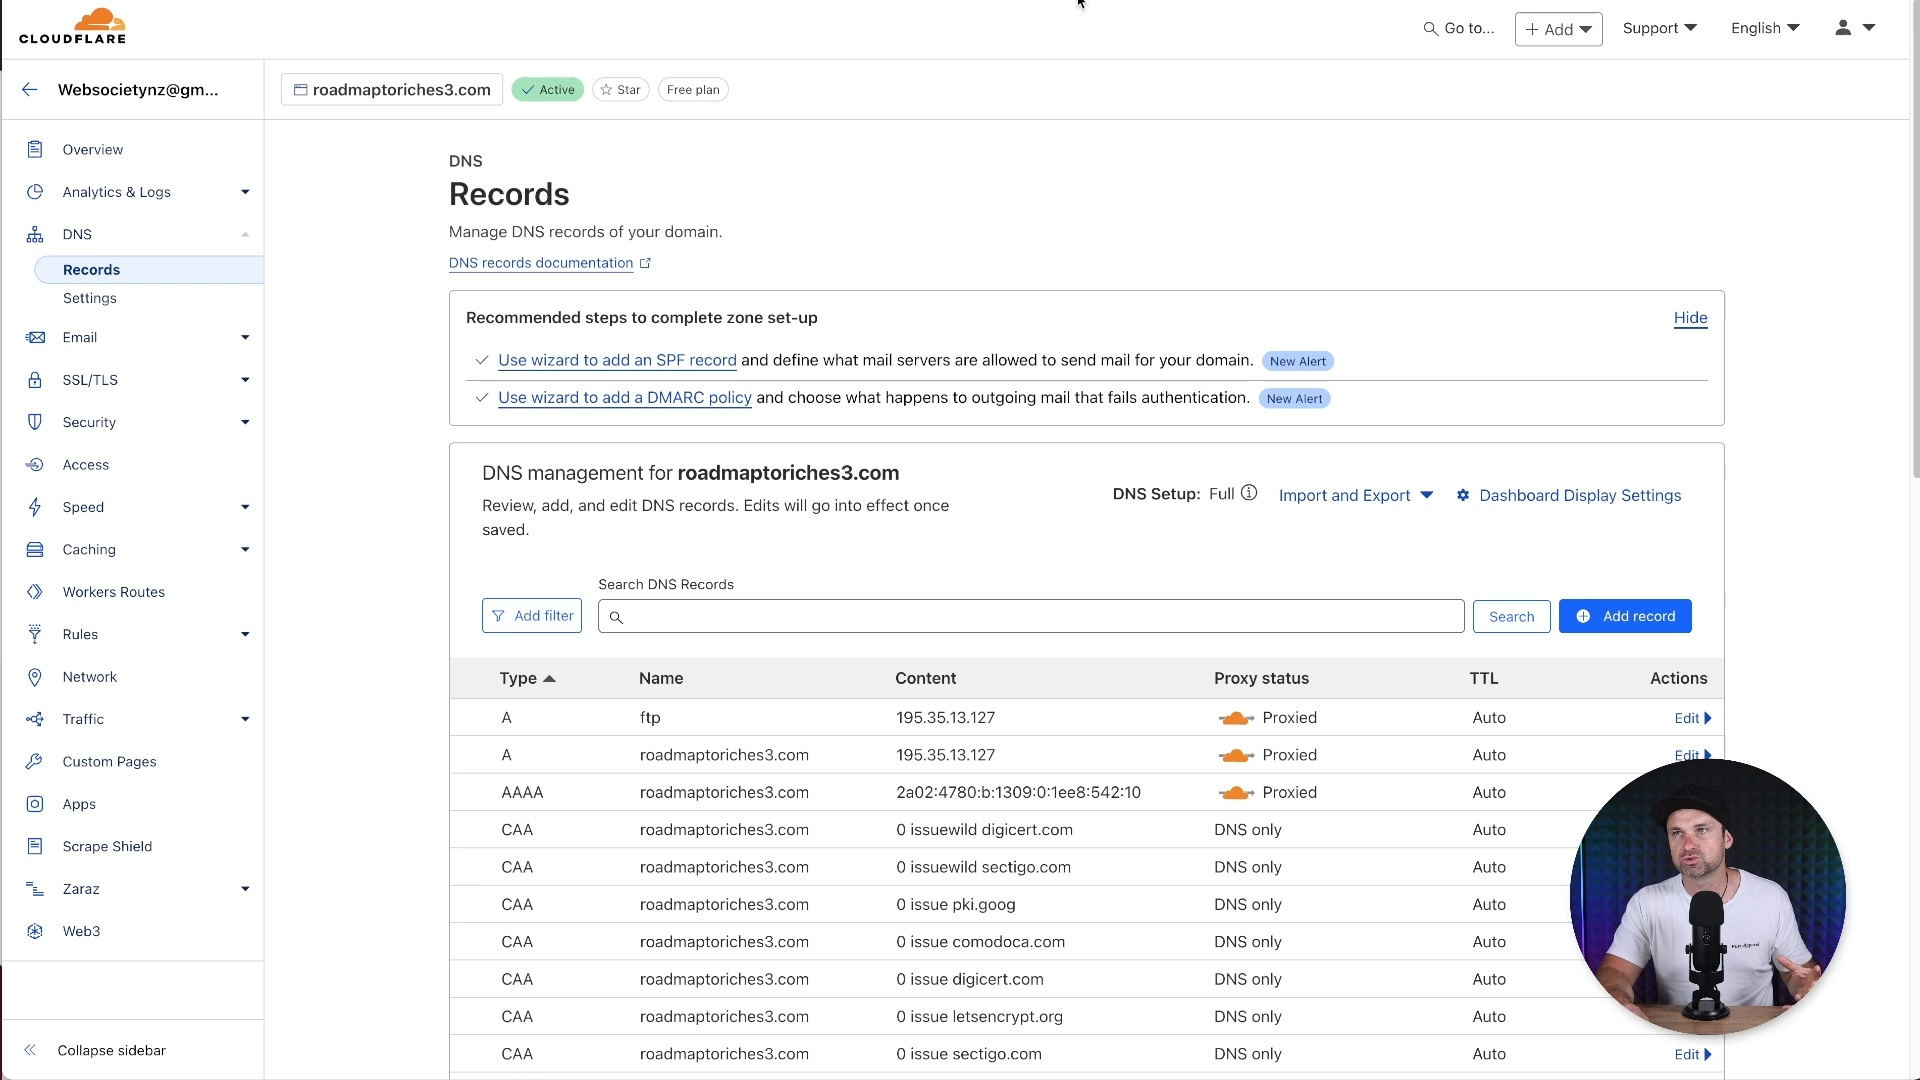 CLOUDFLARE
Go to...
Add
Support
English
Websocietynz@gm...
roadmaptoriches3.com
Active
Star
Free plan
Overview
Analytics & Logs
DNS
Records
Settings
Email
SSL/TLS
Security
Access
Speed
Caching
Workers Routes
Rules
Network
Traffic
Custom Pages
Apps
Scrape Shield
Zaraz
Web3
Collapse sidebar
DNS
Records
Manage DNS records of your domain.
DNS records documentation
Recommended steps to complete zone set-up
Hide
Use wizard to add an SPF record and define what mail servers are allowed to send mail for your domain. New Alert
Use wizard to add a DMARC policy and choose what happens to outgoing mail that fails authentication. New Alert
DNS management for roadmaptoriches3.com
Review, add, and edit DNS records. Edits will go into effect once
saved.
DNS Setup: Full
Import and Export
Dashboard Display Settings
Search DNS Records
Add filter
Search
Add record
Type Name Content Proxy status TTL Actions
A ftp 195.35.13.127 Proxied Auto Edit
A roadmaptoriches3.com 195.35.13.127 Proxied Auto Edit
AAAA roadmaptoriches3.com 2a02:4780:b:1309:0:1ee8:542:10 Proxied Auto
CAA roadmaptoriches3.com 0 issuewild digicert.com DNS only Auto
CAA roadmaptoriches3.com 0 issuewild sectigo.com DNS only Auto
CAA roadmaptoriches3.com 0 issue pki.goog DNS only Auto
CAA roadmaptoriches3.com 0 issue comodoca.com DNS only Auto
CAA roadmaptoriches3.com 0 issue digicert.com DNS only Auto
CAA roadmaptoriches3.com 0 issue letsencrypt.org DNS only Auto
CAA roadmaptoriches3.com 0 issue sectigo.com DNS only Auto Edit